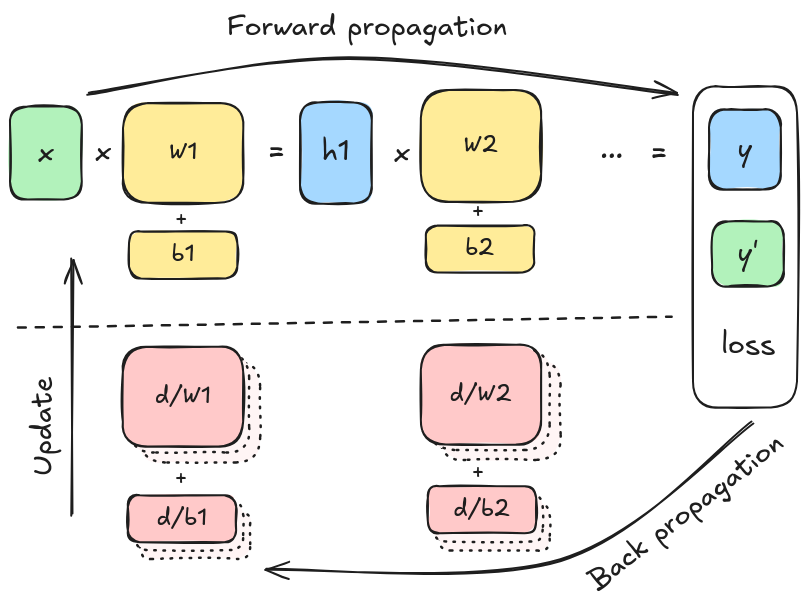 Forward propagation
x × w1 = h1 × w2 ... = y
+ +
b1 b2
y'
loss
Update
d/w1 d/w2
+ +
d/b1 d/b2
Back propagation